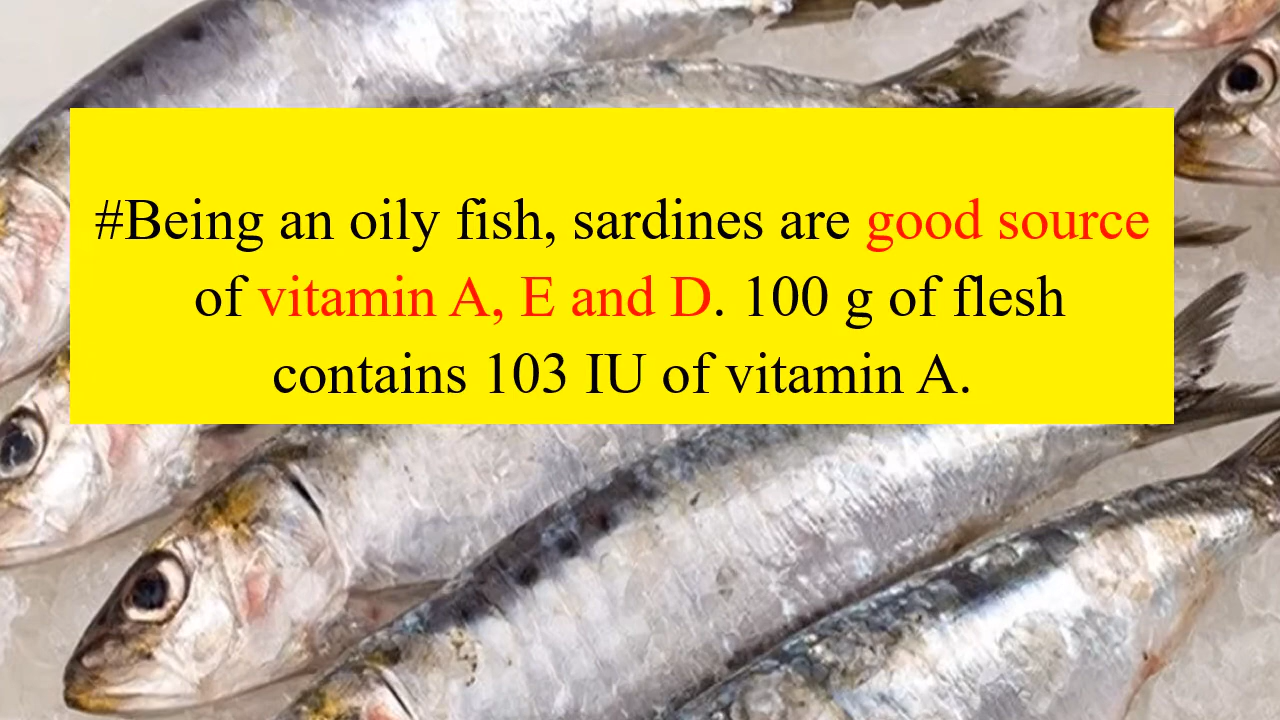 #Being an oily fish, sardines are good source
of vitamin A, E and D. 100 g of flesh
contains 103 IU of vitamin A.